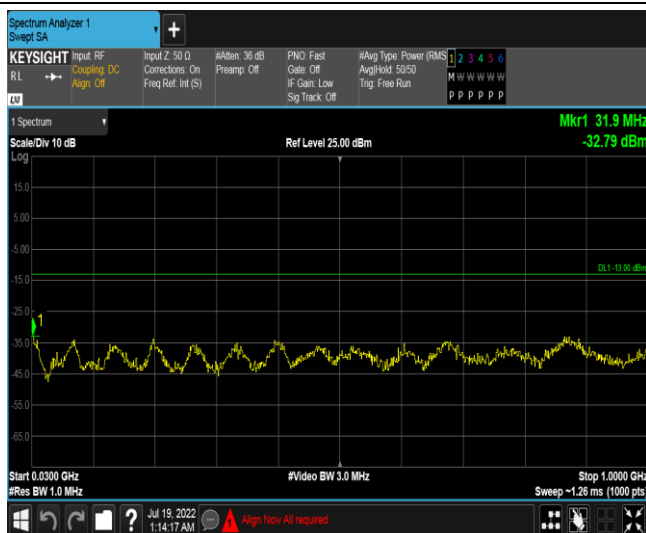 Spectrum Analyzer 1
Swept SA
+
KEYSIGHT
RL
LXI
Input: RF
Coupling: DC
Align: Off
Input Z: 50 Ω
Corrections: On
Freq Ref: Int (S)
#Atten: 36 dB
Preamp: Off
PNO: Fast
Gate: Off
IF Gain: Low
Sig Track: Off
#Avg Type: Power (RMS
Avg|Hold: 50/50
Trig: Free Run
1 2 3 4 5 6
M W W W W W
P P P P P P
1 Spectrum
Mkr1 31.9 MHz
Scale/Div 10 dB
Ref Level 25.00 dBm
-32.79 dBm
Log
15.0
5.00
-5.00
DL1 -13.00 dBm
-15.0
-25.0
1
-35.0
-45.0
-55.0
-65.0
Start 0.0300 GHz
#Video BW 3.0 MHz
Stop 1.0000 GHz
#Res BW 1.0 MHz
Sweep ~1.26 ms (1000 pts)
?
Jul 19, 2022
1:14:17 AM
Align Now All required